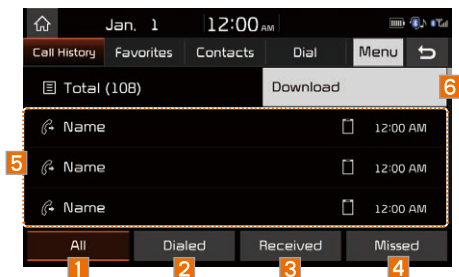 Jan. 1 12:00 AM
Call History Favorites Contacts Dial Menu
Total (108) Download 6
Name 12:00 AM
5 Name 12:00 AM
Name 12:00 AM
All Dialed Received Missed
1 2 3 4